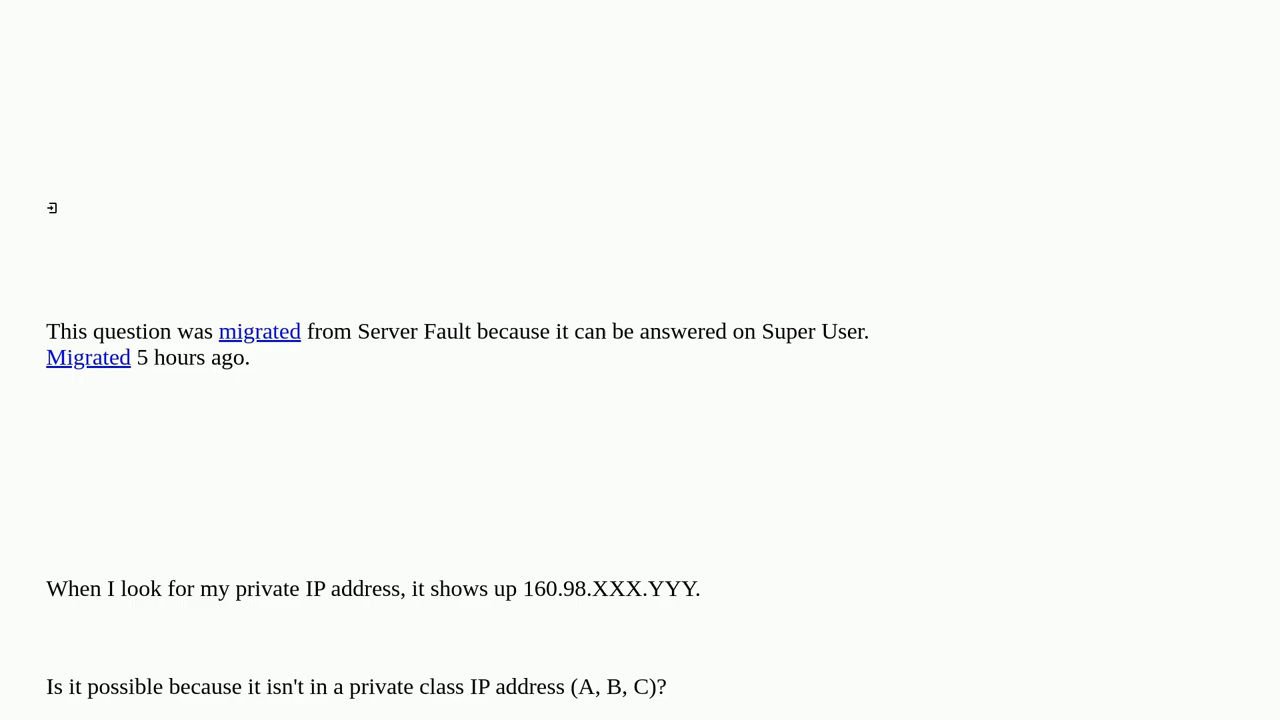 This question was migrated from Server Fault because it can be answered on Super User.
Migrated 5 hours ago.
When I look for my private IP address, it shows up 160.98.XXX.YYY.
Is it possible because it isn't in a private class IP address (A, B, C)?